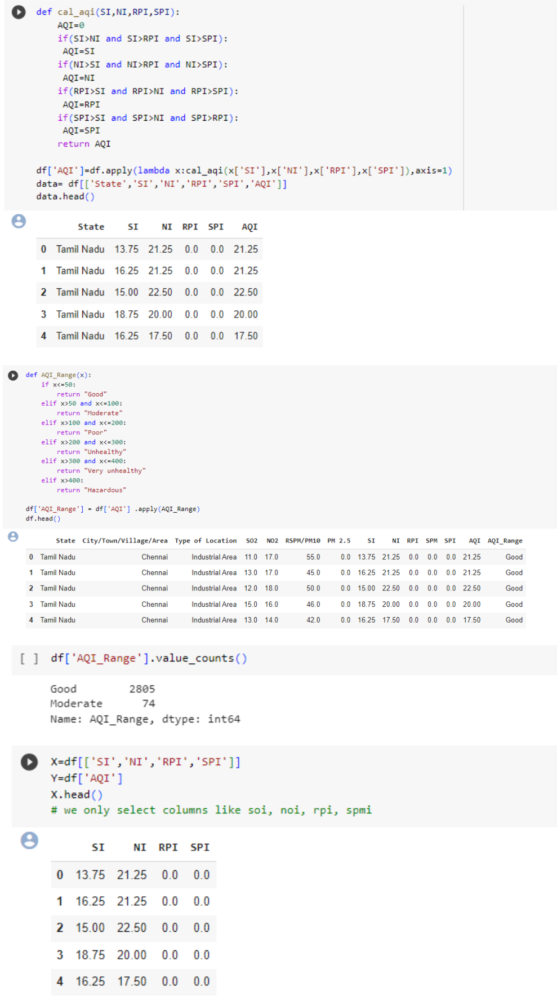 def cal_aqi(SI,NI,RPI,SPI):
    AQI=0
    if(SI>NI and SI>RPI and SI>SPI):
     AQI=SI
    if(NI>SI and NI>RPI and NI>SPI):
     AQI=NI
    if(RPI>SI and RPI>NI and RPI>SPI):
     AQI=RPI
    if(SPI>SI and SPI>NI and SPI>RPI):
     AQI=SPI
    return AQI
df['AQI']=df.apply(lambda x:cal_aqi(x['SI'],x['NI'],x['RPI'],x['SPI']),axis=1)
data= df[['State','SI','NI','RPI','SPI','AQI']]
data.head()
State SI NI RPI SPI AQI
0 Tamil Nadu 13.75 21.25 0.0 0.0 21.25
1 Tamil Nadu 16.25 21.25 0.0 0.0 21.25
2 Tamil Nadu 15.00 22.50 0.0 0.0 22.50
3 Tamil Nadu 18.75 20.00 0.0 0.0 20.00
4 Tamil Nadu 16.25 17.50 0.0 0.0 17.50
def AQI_Range(x):
    if x<=50:
        return "Good"
    elif x>50 and x<=100:
        return "Moderate"
    elif x>100 and x<=200:
        return "Poor"
    elif x>200 and x<=300:
        return "Unhealthy"
    elif x>300 and x<=400:
        return "Very unhealthy"
    elif x>400:
        return "Hazardous"
df['AQI_Range'] = df['AQI'] .apply(AQI_Range)
df.head()
State City/Town/Village/Area Type of Location SO2 NO2 RSPM/PM10 PM 2.5 SI NI RPI SPM SPI AQI AQI_Range
0 Tamil Nadu Chennai Industrial Area 11.0 17.0 55.0 0.0 13.75 21.25 0.0 0.0 0.0 21.25 Good
1 Tamil Nadu Chennai Industrial Area 13.0 17.0 45.0 0.0 16.25 21.25 0.0 0.0 0.0 21.25 Good
2 Tamil Nadu Chennai Industrial Area 12.0 18.0 50.0 0.0 15.00 22.50 0.0 0.0 0.0 22.50 Good
3 Tamil Nadu Chennai Industrial Area 15.0 16.0 46.0 0.0 18.75 20.00 0.0 0.0 0.0 20.00 Good
4 Tamil Nadu Chennai Industrial Area 13.0 14.0 42.0 0.0 16.25 17.50 0.0 0.0 0.0 17.50 Good
[ ] df['AQI_Range'].value_counts()
Good 2805
Moderate 74
Name: AQI_Range, dtype: int64
X=df[['SI','NI','RPI','SPI']]
Y=df['AQI']
X.head()
# we only select columns like soi, noi, rpi, spmi
SI NI RPI SPI
0 13.75 21.25 0.0 0.0
1 16.25 21.25 0.0 0.0
2 15.00 22.50 0.0 0.0
3 18.75 20.00 0.0 0.0
4 16.25 17.50 0.0 0.0